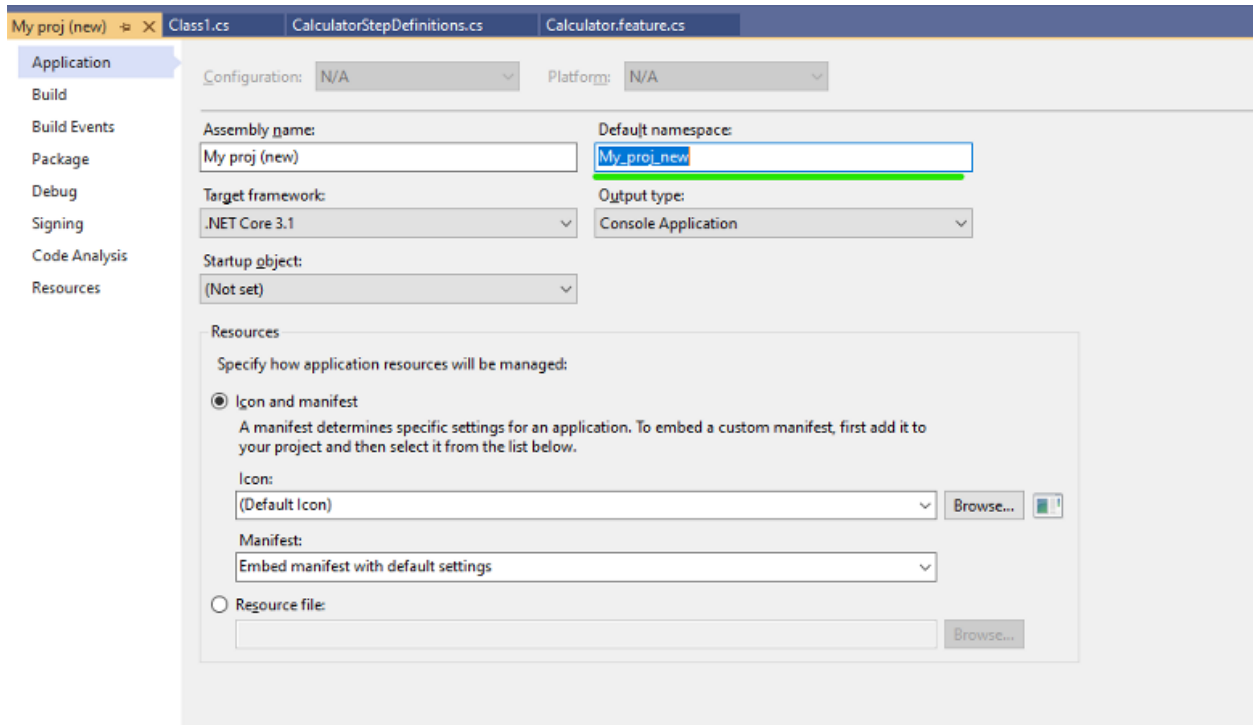 My proj (new) Class1.cs CalculatorStepDefinitions.cs Calculator.feature.cs
Application
Build
Build Events
Package
Debug
Signing
Code Analysis
Resources
Configuration: N/A Platform: N/A
Assembly name: Default namespace:
My proj (new) My_proj_new
Target framework: Output type:
.NET Core 3.1 Console Application
Startup object:
(Not set)
Resources
Specify how application resources will be managed:
Icon and manifest
A manifest determines specific settings for an application. To embed a custom manifest, first add it to
your project and then select it from the list below.
Icon:
(Default Icon) Browse...
Manifest:
Embed manifest with default settings
Resource file:
Browse...